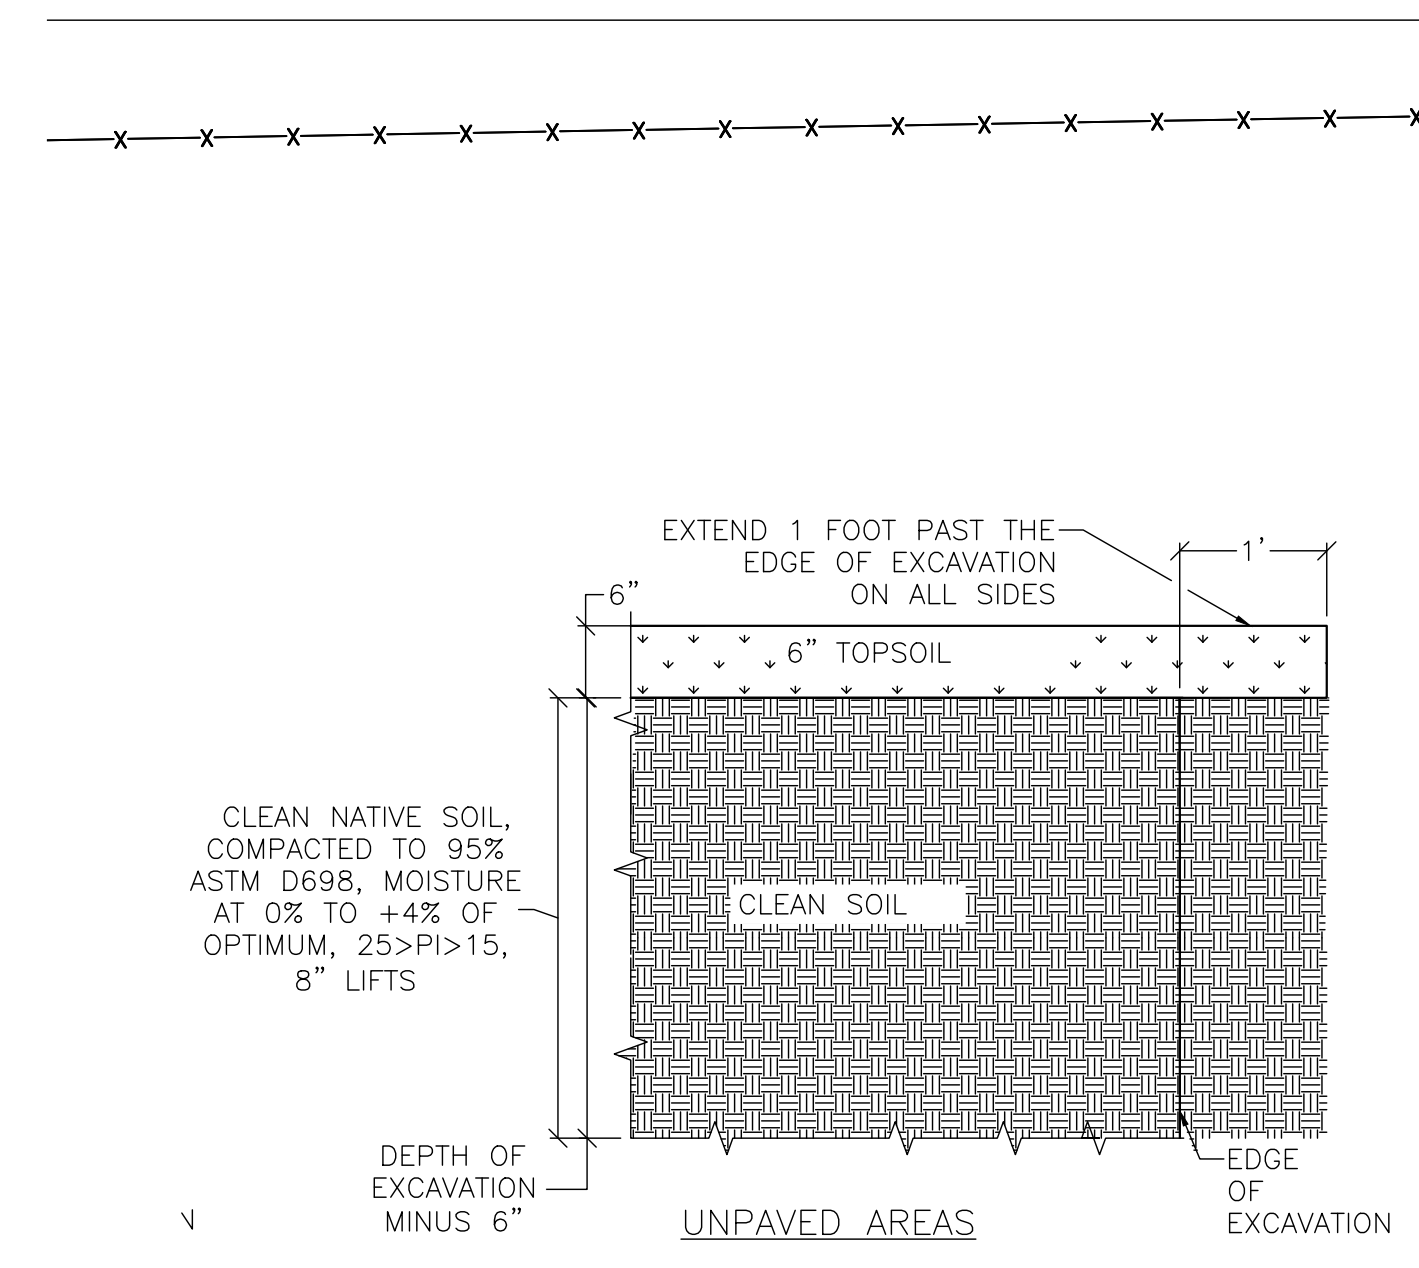 EXTEND 1 FOOT PAST THE
EDGE OF EXCAVATION
ON ALL SIDES
1'
6"
6" TOPSOIL
CLEAN NATIVE SOIL,
COMPACTED TO 95%
ASTM D698, MOISTURE
AT 0% TO +4% OF
OPTIMUM, 25>PI>15,
8" LIFTS
CLEAN SOIL
DEPTH OF
EXCAVATION
MINUS 6"
EDGE
OF
EXCAVATION
UNPAVED AREAS